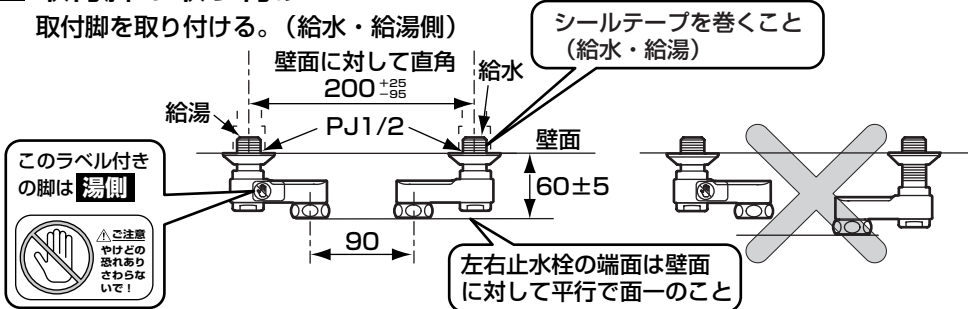 取付脚を取り付ける。(給水・給湯側)
シールテープを巻くこと
(給水・給湯)
壁面に対して直角
200 +25 −95
給水
給湯
PJ1/2
壁面
このラベル付き
の脚は 湯側
60±5
⚠ご注意
やけどの
恐れあり
さわらな
いで!
90
左右止水栓の端面は壁面
に対して平行で面一のこと